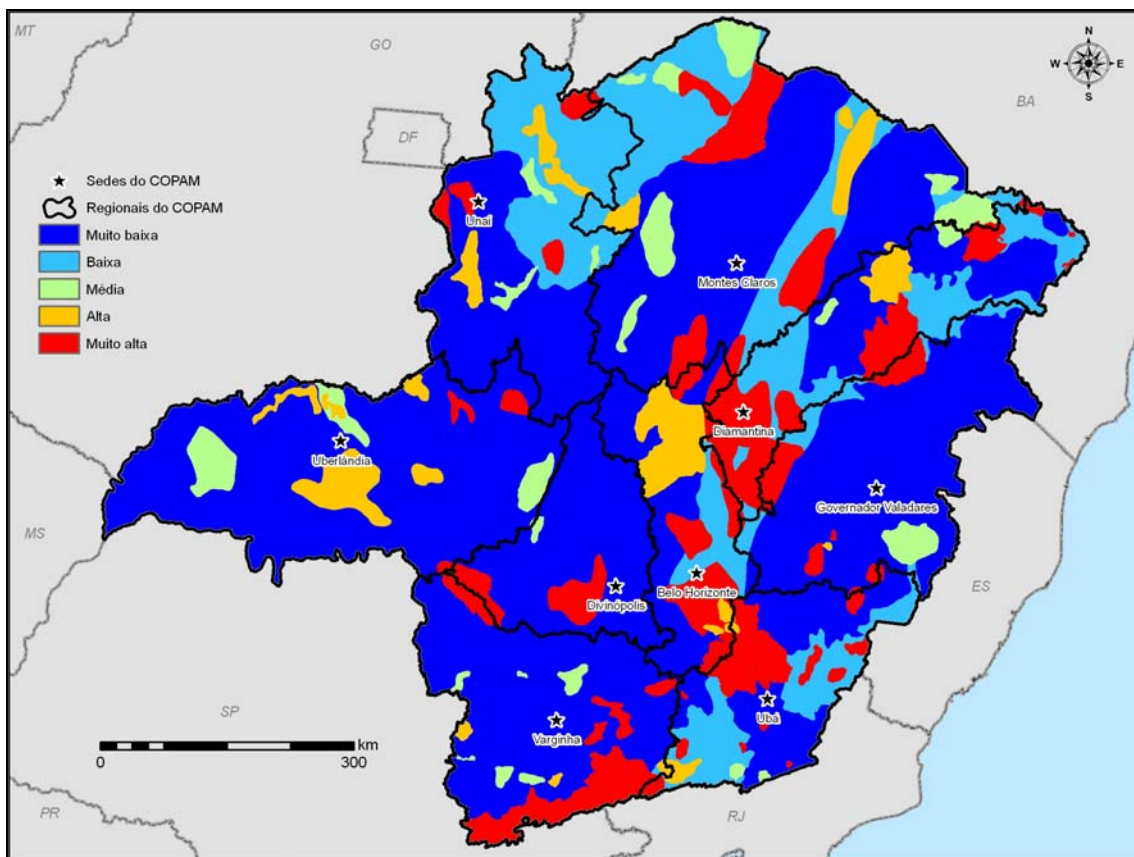 MT
GO
N
W E
S
BA
DF
Sedes do COPAM
Regionais do COPAM
Muito baixa
Baixa
Média
Alta
Muito alta
Unaí
Montes Claros
Diamantina
Uberlândia
Governador Valadares
MS
Belo Horizonte
Divinópolis
ES
Ubá
SP
Varginha
km
0 300
PR
RJ